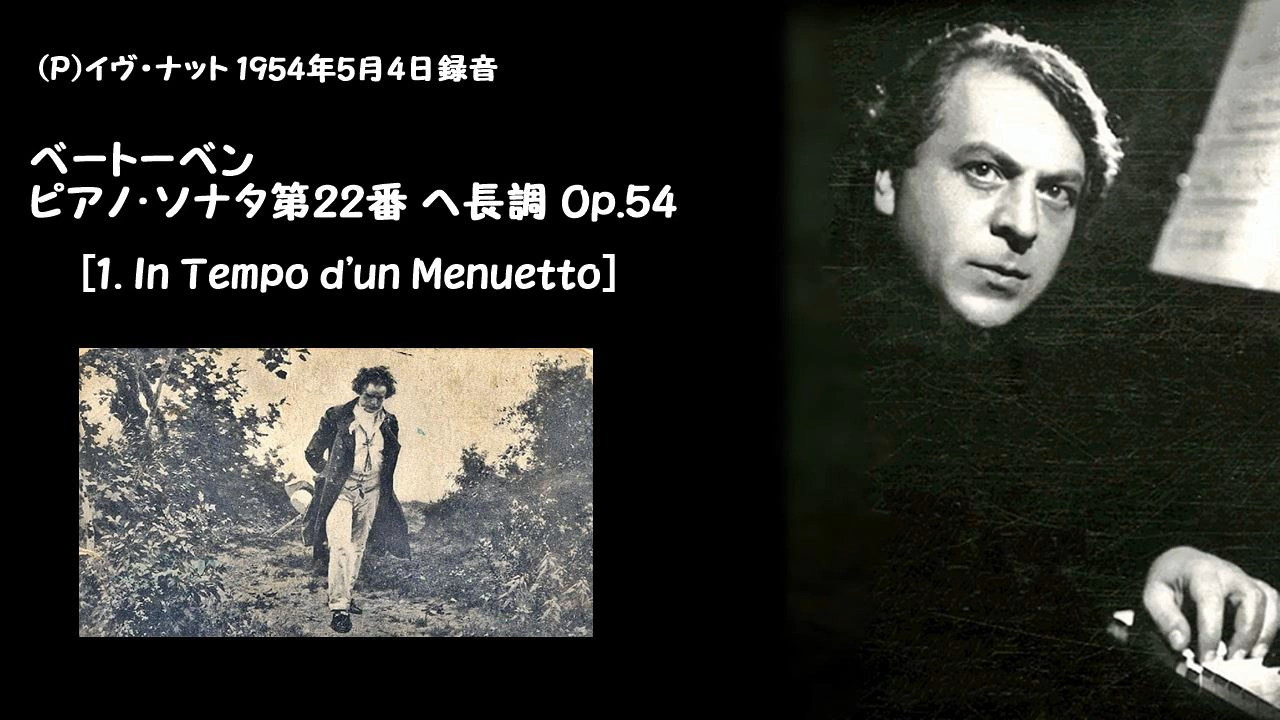 (P)イヴ・ナット 1954年5月4日録音
ベートーベン
ピアノ・ソナタ第22番 ヘ長調 Op.54
[1. In Tempo d'un Menuetto]